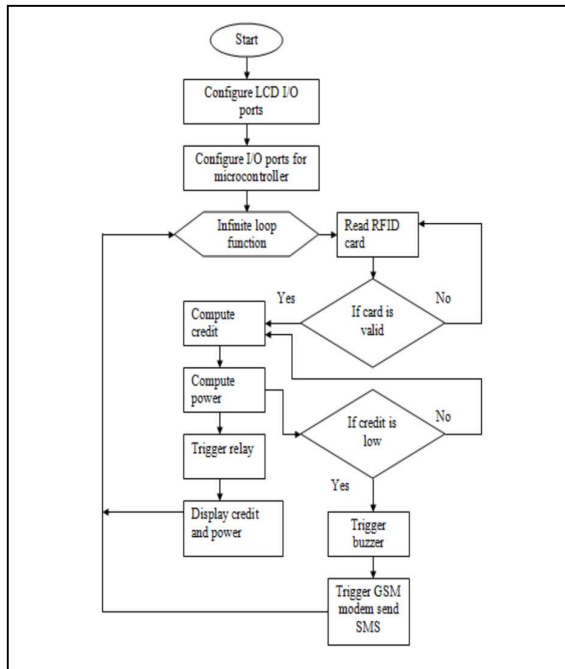 Start
Configure LCD I/O
ports
Configure I/O ports for
microcontroller
Infinite loop
function
Read RFID
card
Yes
If card is
valid
No
Compute
credit
Compute
power
If credit is
low
No
Trigger relay
Yes
Display credit
and power
Trigger
buzzer
Trigger GSM
modem send
SMS